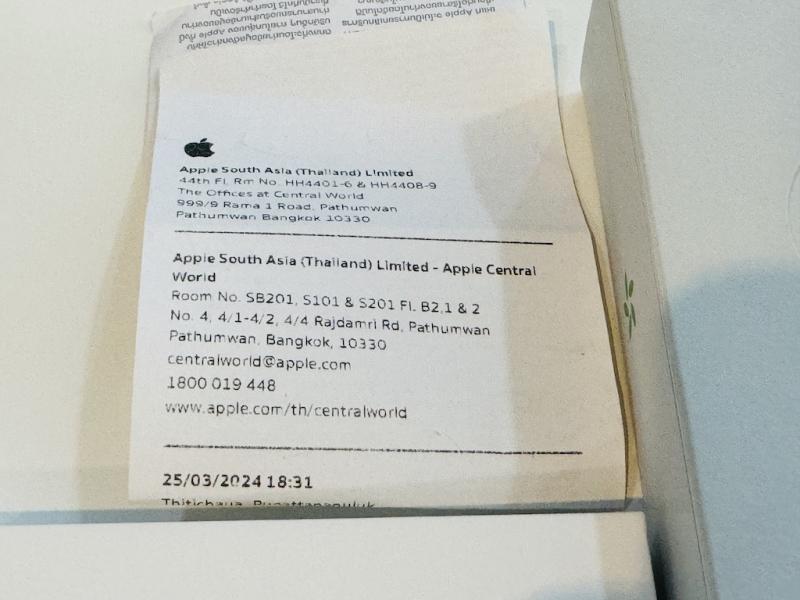 Apple South Asia (Thailand) Limited
44th Fl, Rm No. HH4401-6 & HH4408-9
The Offices at Central World
999/9 Rama 1 Road, Pathumwan
Pathumwan Bangkok 10330
Apple South Asia (Thailand) Limited - Apple Central
World
Room No. SB201, S101 & S201 Fl. B2,1 & 2
No. 4, 4/1-4/2, 4/4 Rajdamri Rd, Pathumwan
Pathumwan, Bangkok, 10330
centralworld@apple.com
1800 019 448
www.apple.com/th/centralworld
25/03/2024 18:31